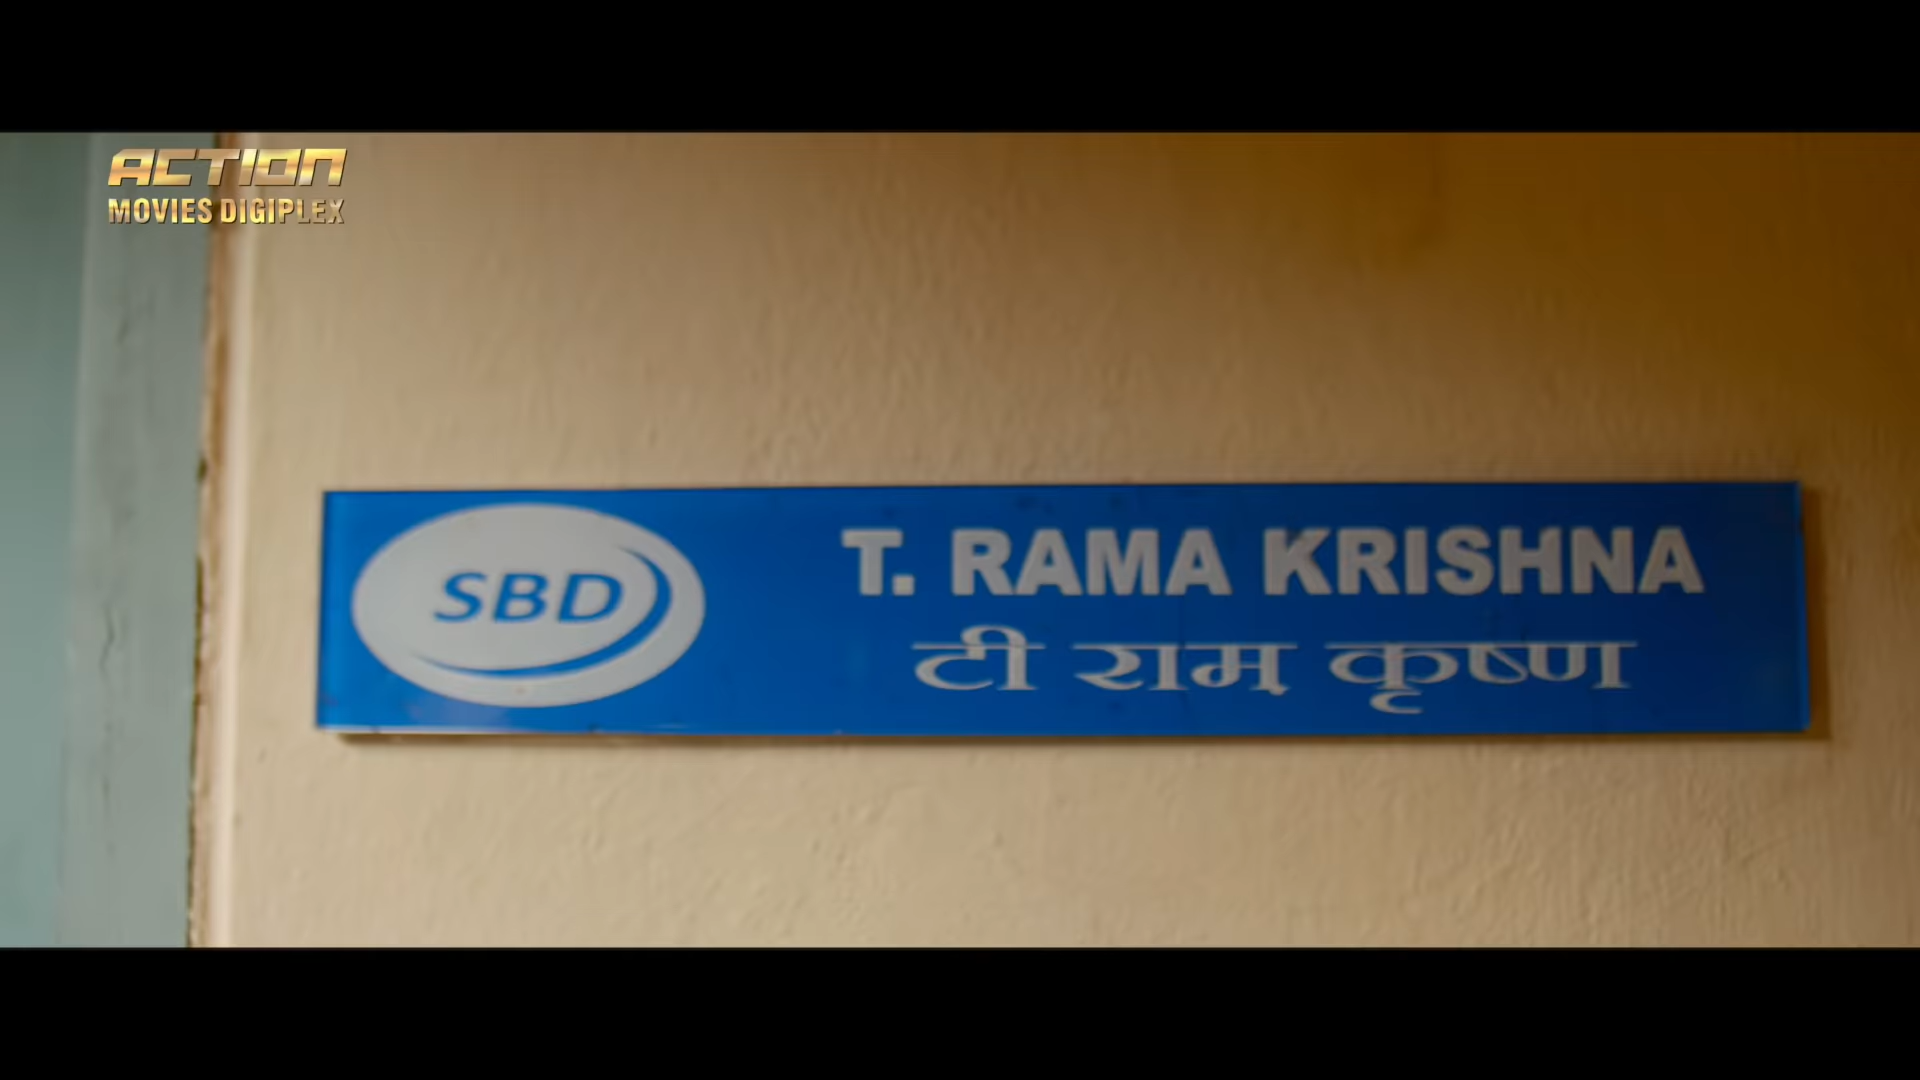 ACTION
MOVIES DIGIPLEX
SBD
T. RAMA KRISHNA
टी राम कृष्ण